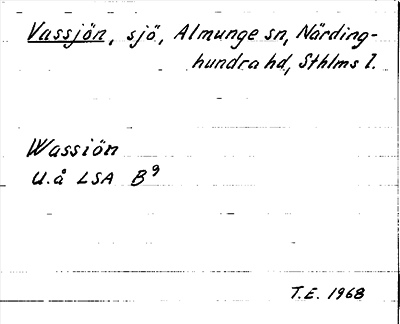 Vassjön, sjö, Almunge sn, Närding-
hundra hd, Sthlms l.
Wassiön
U.å LSA B⁹
T.E. 1968